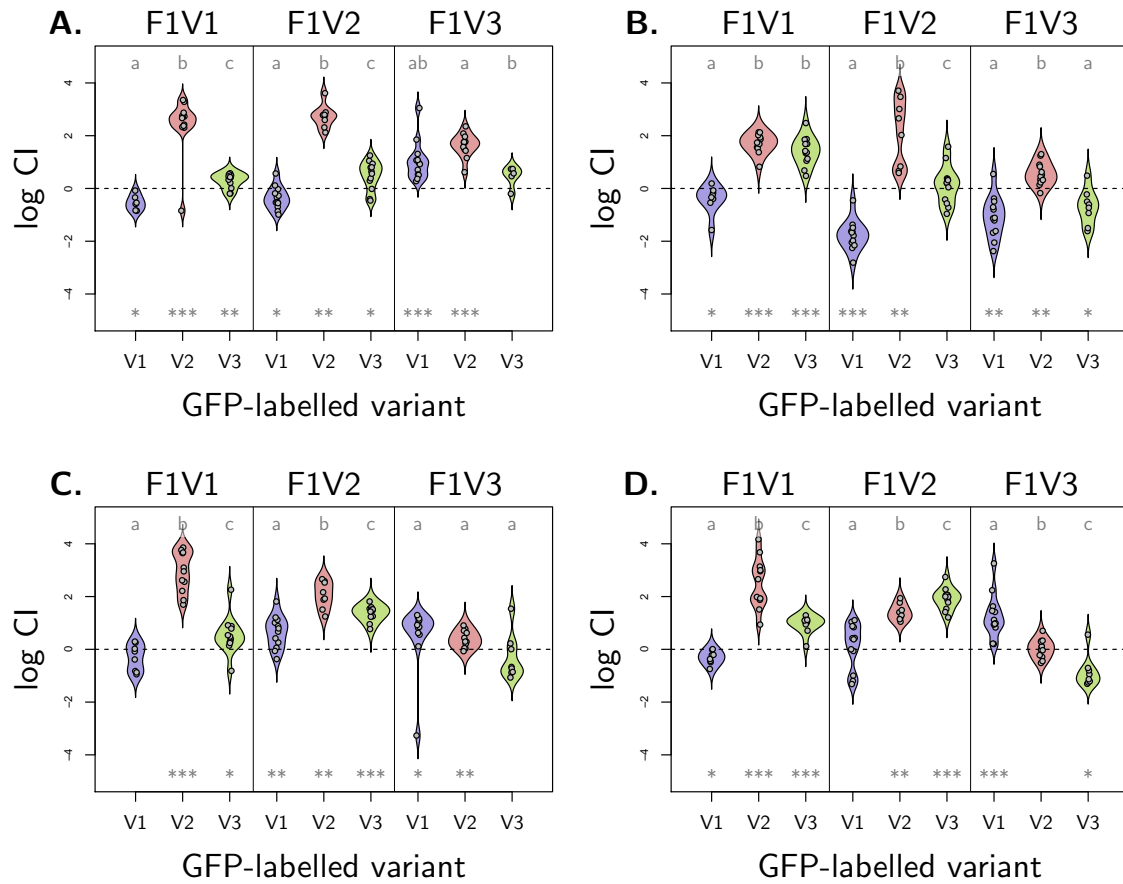 A. F1V1 F1V2 F1V3
a b c a b c ab a b
4
2
0
−2
−4
log CI
* *** ** * ** * *** ***
V1 V2 V3 V1 V2 V3 V1 V2 V3
GFP-labelled variant
B. F1V1 F1V2 F1V3
a b b a b c a b a
4
2
0
−2
−4
log CI
* *** *** *** ** ** ** *
V1 V2 V3 V1 V2 V3 V1 V2 V3
GFP-labelled variant
C. F1V1 F1V2 F1V3
a b c a b c a a a
4
2
0
−2
−4
log CI
*** * ** ** *** * **
V1 V2 V3 V1 V2 V3 V1 V2 V3
GFP-labelled variant
D. F1V1 F1V2 F1V3
a b c a b c a b c
4
2
0
−2
−4
log CI
* *** *** ** *** *** *
V1 V2 V3 V1 V2 V3 V1 V2 V3
GFP-labelled variant